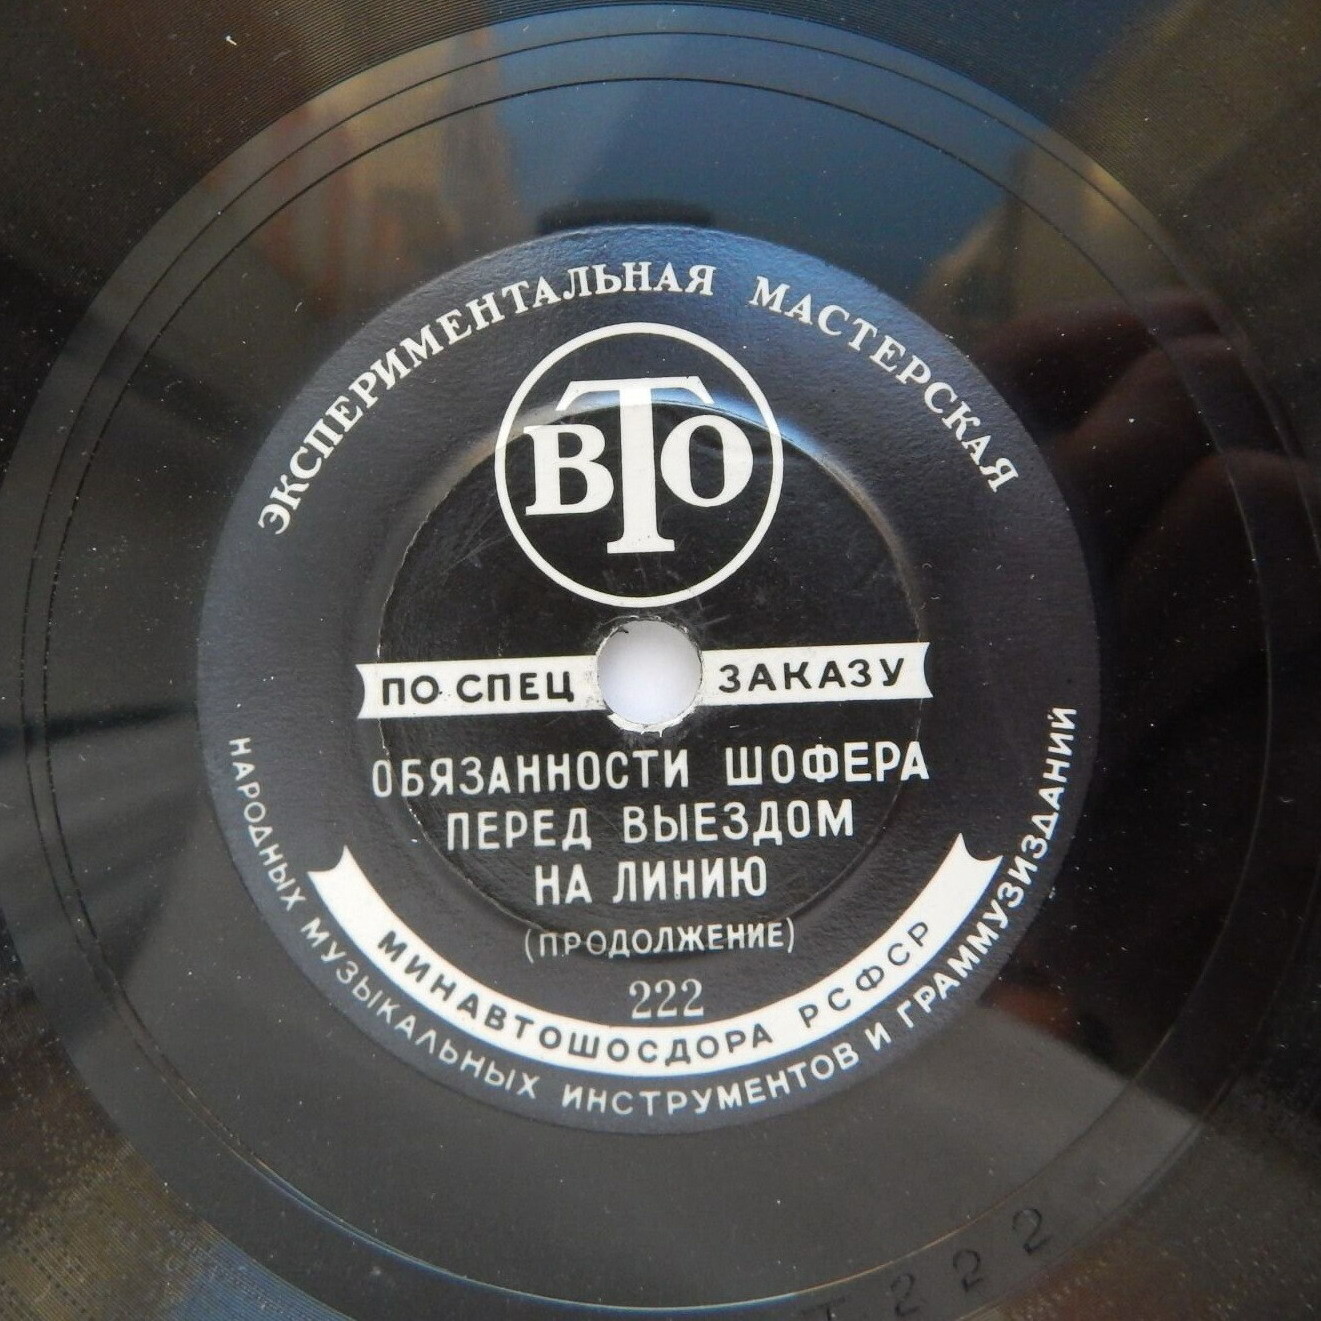 ЭКСПЕРИМЕНТАЛЬНАЯ МАСТЕРСКАЯ
ВТО
ПО СПЕЦ ЗАКАЗУ
ОБЯЗАННОСТИ ШОФЕРА
ПЕРЕД ВЫЕЗДОМ
НА ЛИНИЮ
(ПРОДОЛЖЕНИЕ)
222
МИНАВТОШОСДОРА РСФСР
НАРОДНЫХ МУЗЫКАЛЬНЫХ ИНСТРУМЕНТОВ И ГРАММУЗИЗДАНИЙ
Т 222